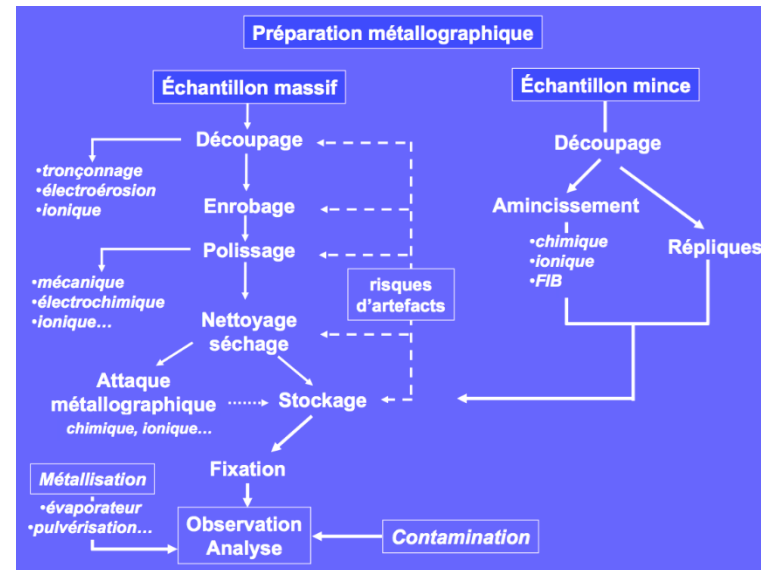 Préparation métallographique
Échantillon massif
Échantillon mince
Découpage
•tronçonnage
•électroérosion
•ionique
Enrobage
Polissage
•mécanique
•électrochimique
•ionique…
risques
d'artefacts
Nettoyage
séchage
Attaque
métallographique
chimique, ionique…
Stockage
Fixation
Métallisation
•évaporateur
•pulvérisation…
Observation
Analyse
Contamination
Découpage
Amincissement
•chimique
•ionique
•FIB
Répliques